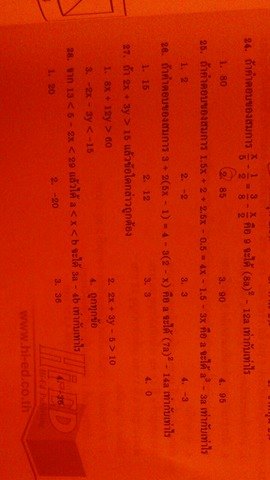 24. ถ้าคำตอบของสมการ x/5 - 1/2 = 3/8 - x/2 คือ 9 จะได้ (8a)² - 12a เท่ากับเท่าไร
1. 80 2. 85 3. 90 4. 95
25. ถ้าคำตอบของสมการ 1.5x + 2 + 2.5x - 0.5 = 4x - 1.5 - 3x คือ a จะได้ a² - 3a เท่ากับเท่าไร
1. 2 2. -2 3. 3 4. -3
26. ถ้าคำตอบของสมการ 3 + 2(5x - 1) = 4 - 3(2 - x) คือ a จะได้ (7a)² - 14a เท่ากับเท่าไร
1. 15 2. 12 3. 3 4. 0
27. ถ้า 2x + 3y > 15 แล้วข้อใดกล่าวถูกต้อง
1. 8x + 12y > 60 2. 2x + 3y - 5 > 10
3. -2x - 3y < -15 4. ถูกทุกข้อ
28. จาก 13 < 5 - 2x < 29 แล้วได้ a < x < b จะได้ 3a - 4b เท่ากับเท่าไร
1. 20 2. -20 3. 36 4. -36
Hi-ED
Hi-Ed Publishing
www.hi-ed.co.th